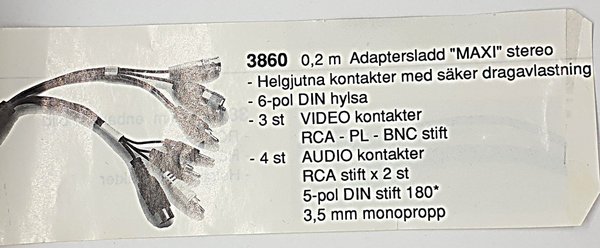 3860 0,2 m Adaptersladd "MAXI" stereo
- Helgjutna kontakter med säker dragavlastning
- 6-pol DIN hylsa
- 3 st VIDEO kontakter
RCA - PL - BNC stift
- 4 st AUDIO kontakter
RCA stift x 2 st
5-pol DIN stift 180*
3,5 mm monopropp